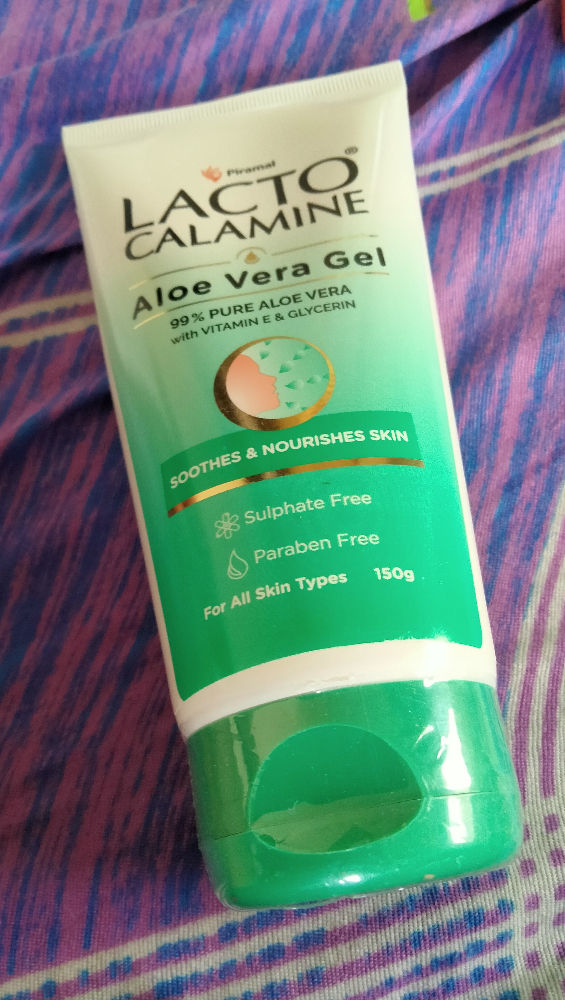 Piramal
LACTO®
CALAMINE
Aloe Vera Gel
99% PURE ALOE VERA
with VITAMIN E & GLYCERIN
SOOTHES & NOURISHES SKIN
Sulphate Free
Paraben Free
For All Skin Types 150g